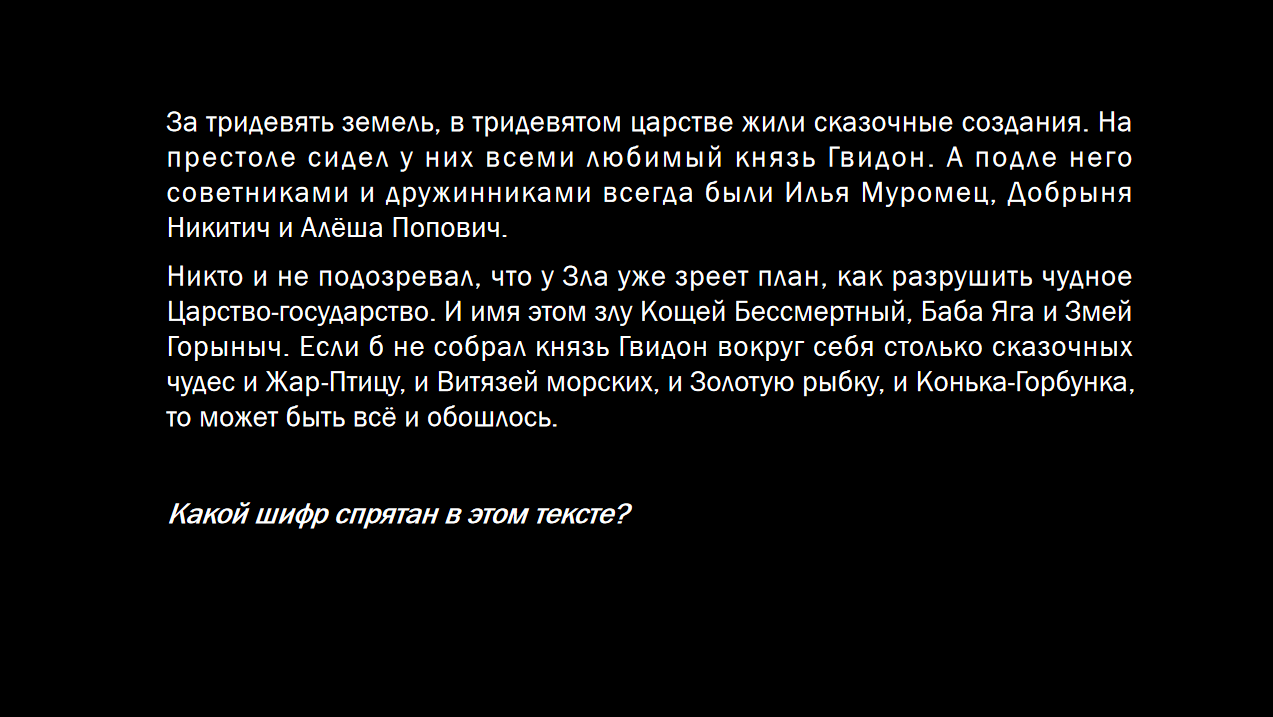 За тридевять земель, в тридевятом царстве жили сказочные создания. На
престоле сидел у них всеми любимый князь Гвидон. А подле него
советниками и дружинниками всегда были Илья Муромец, Добрыня
Никитич и Алёша Попович.
Никто и не подозревал, что у Зла уже зреет план, как разрушить чудное
Царство-государство. И имя этом злу Кощей Бессмертный, Баба Яга и Змей
Горыныч. Если б не собрал князь Гвидон вокруг себя столько сказочных
чудес и Жар-Птицу, и Витязей морских, и Золотую рыбку, и Конька-Горбунка,
то может быть всё и обошлось.
Какой шифр спрятан в этом тексте?